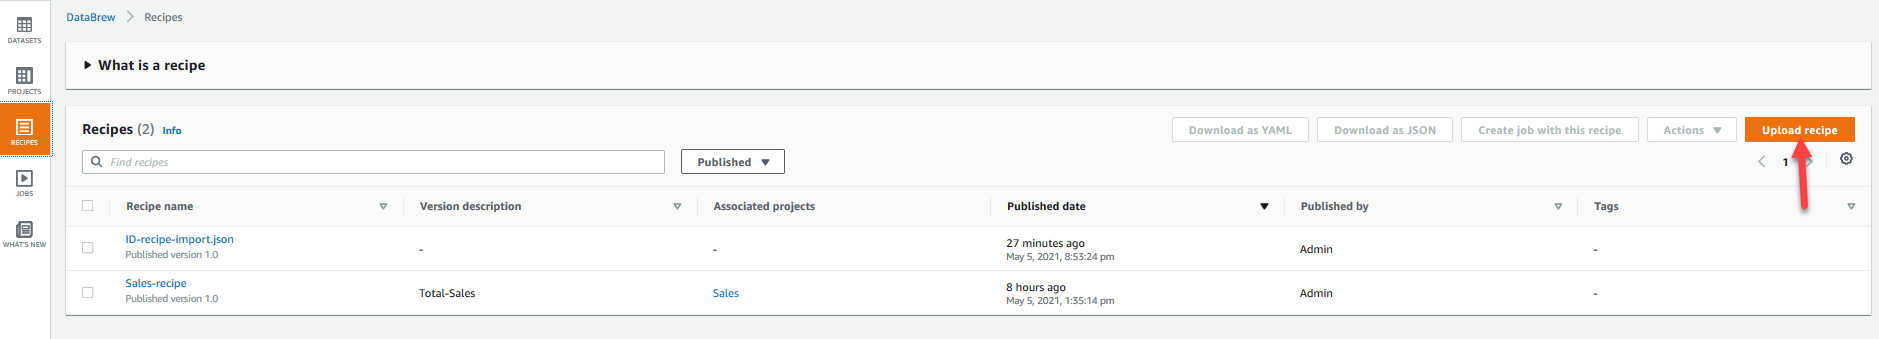 DataBrew > Recipes
DATASETS
PROJECTS
RECIPES
JOBS
WHAT'S NEW
What is a recipe
Recipes (2) Info
Download as YAML Download as JSON Create job with this recipe Actions Upload recipe
Find recipes Published 1
Recipe name Version description Associated projects Published date Published by Tags
ID-recipe-import.json - - 27 minutes ago Admin -
Published version 1.0 May 5, 2021, 8:53:24 pm
Sales-recipe Total-Sales Sales 8 hours ago Admin -
Published version 1.0 May 5, 2021, 1:35:14 pm